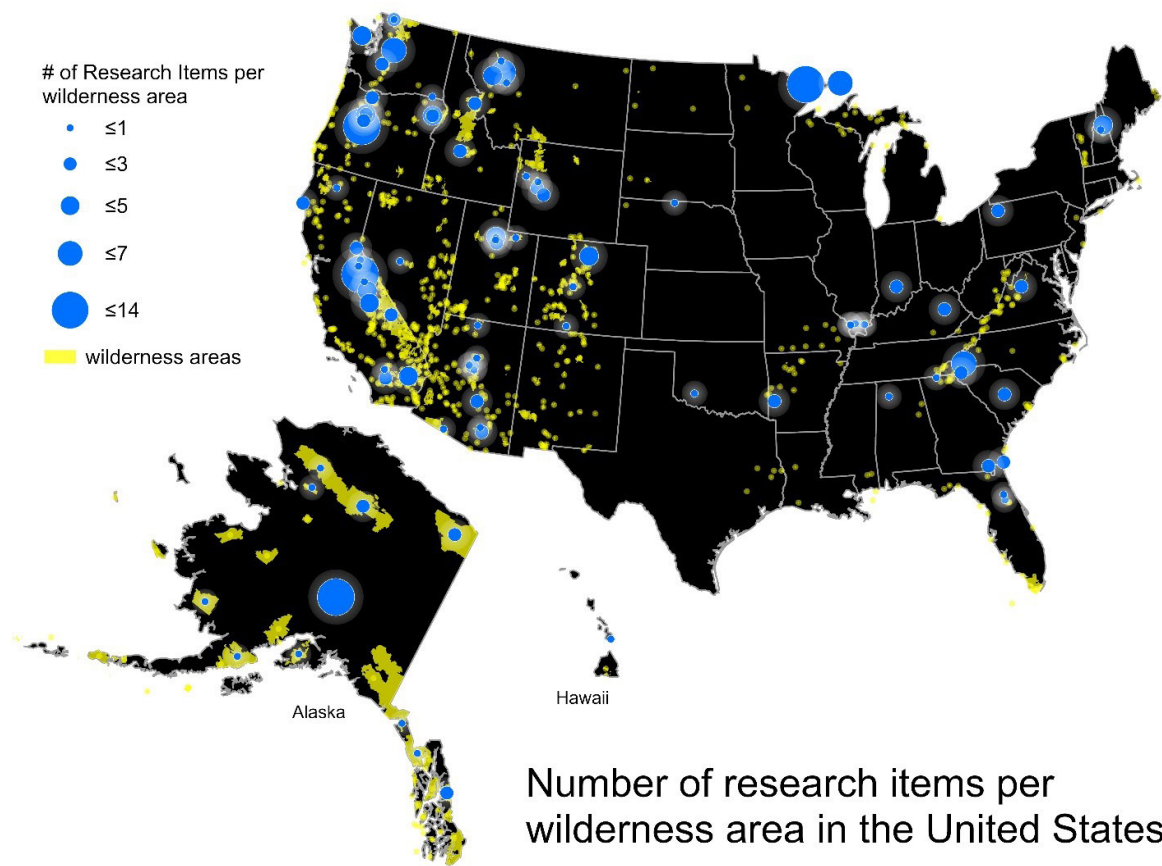 # of Research Items per
wilderness area
≤1
≤3
≤5
≤7
≤14
wilderness areas
Alaska
Hawaii
Number of research items per
wilderness area in the United States